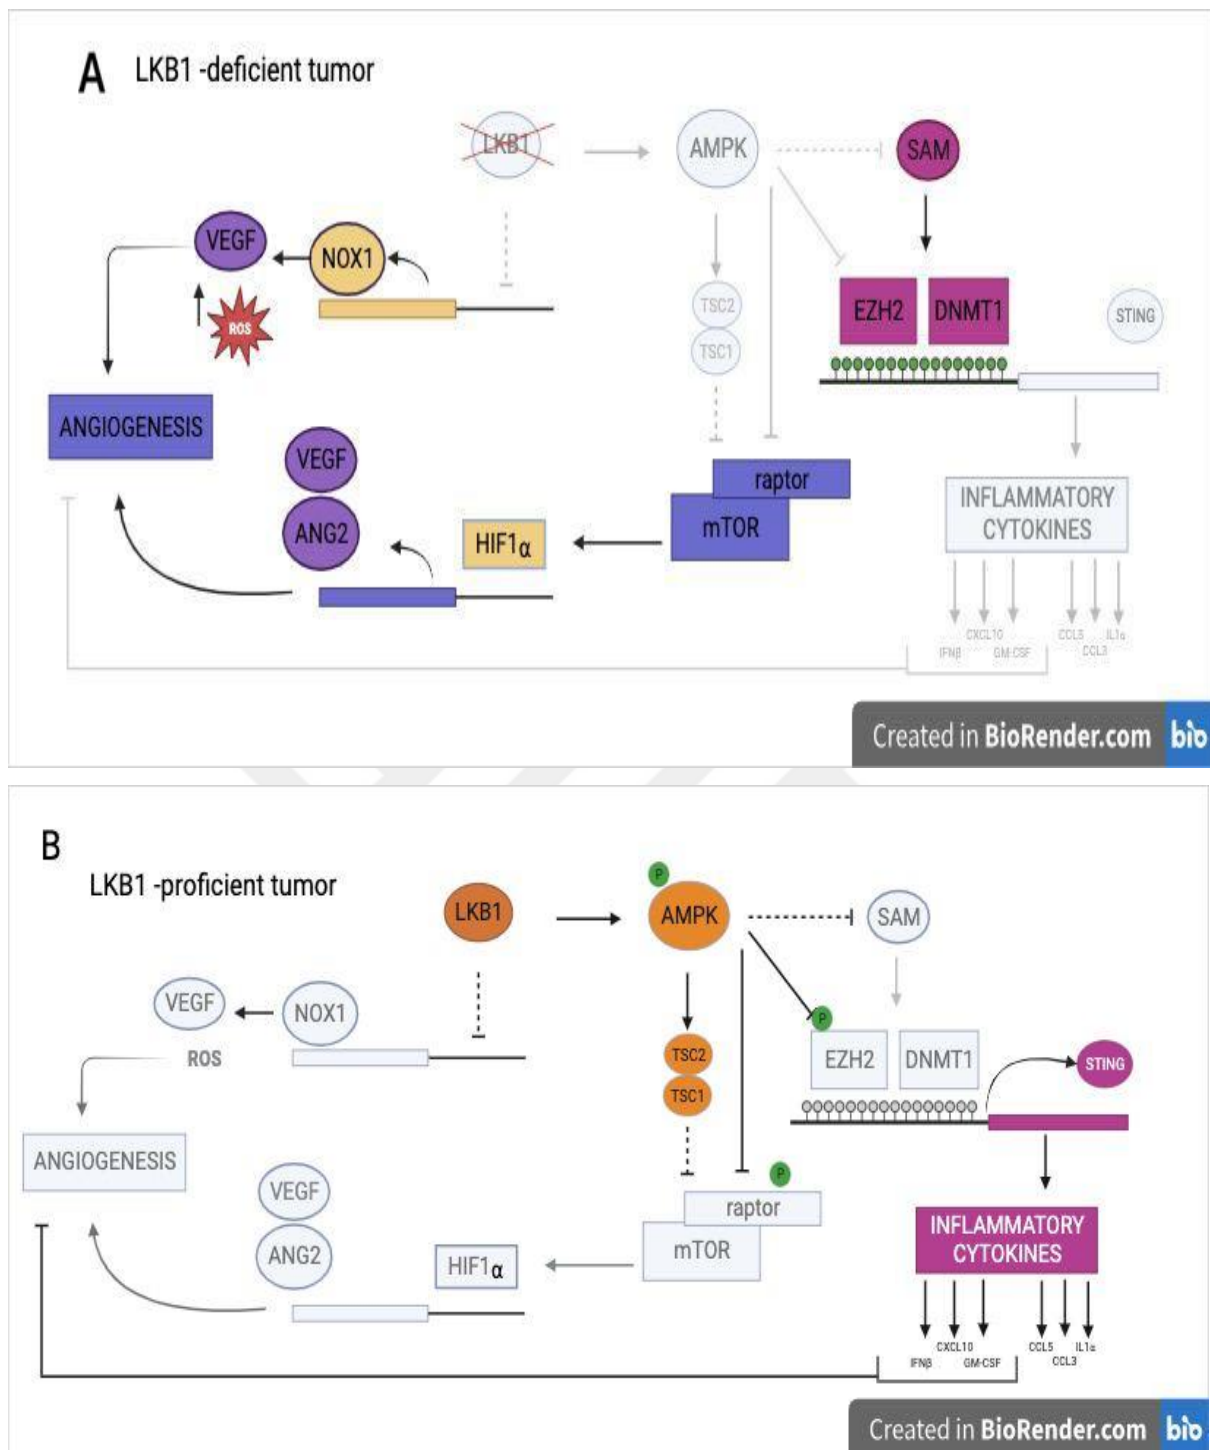 A
LKB1 -deficient tumor
LKB1
AMPK
SAM
VEGF
NOX1
ROS
TSC2
TSC1
EZH2
DNMT1
STING
ANGIOGENESIS
VEGF
ANG2
HIF1α
raptor
mTOR
INFLAMMATORY
CYTOKINES
CXCL10
IFNβ
GM-CSF
CCL5
IL1α
CCL3
Created in BioRender.com bio
B
LKB1 -proficient tumor
LKB1
P
AMPK
SAM
VEGF
NOX1
ROS
TSC2
TSC1
P
EZH2
DNMT1
STING
ANGIOGENESIS
VEGF
ANG2
HIF1α
P
raptor
mTOR
INFLAMMATORY
CYTOKINES
CXCL10
IFNβ
GM-CSF
CCL5
IL1α
CCL3
Created in BioRender.com bio